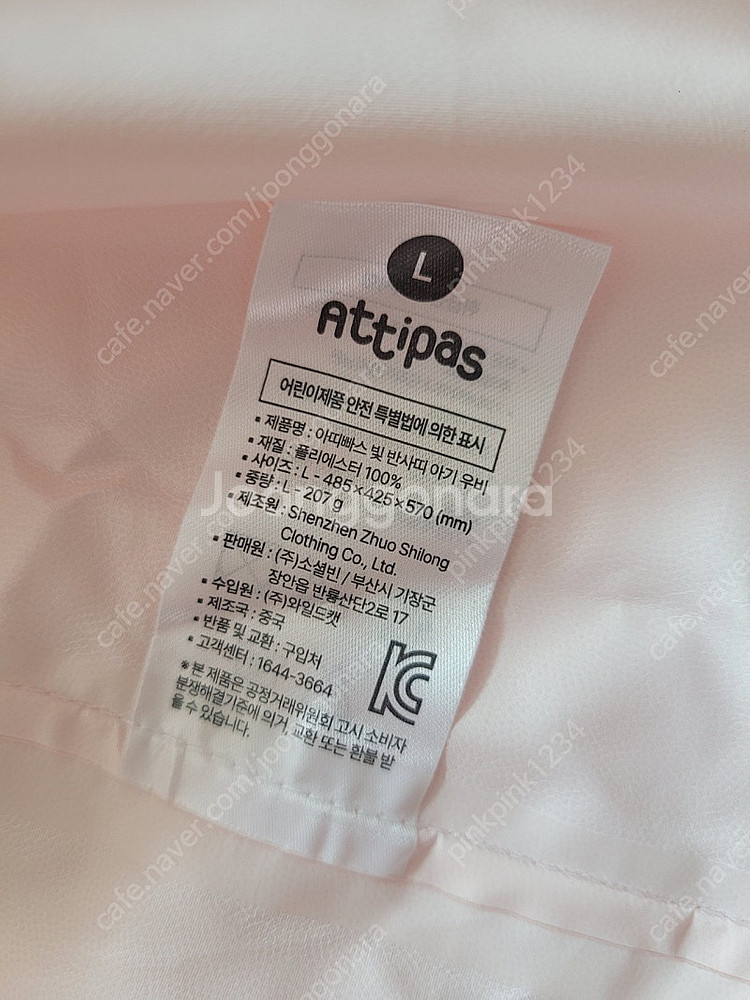 L
Attipas
어린이제품 안전 특별법에 의한 표시
▪ 제품명 : 아띠빠스 빛 반사띠 아기 우비
▪ 재질 : 폴리에스터 100%
▪ 사이즈 : L - 485×425×570 (mm)
▪ 중량 : L - 207 g
▪ 제조원 : Shenzhen Zhuo Shilong
Clothing Co., Ltd.
▪ 판매원 : (주)소셜빈 / 부산시 기장군
장안읍 반룡산단2로 17
▪ 수입원 : (주)와일드캣
▪ 제조국 : 중국
▪ 반품 및 교환 : 구입처
▪ 고객센터 : 1644-3664
※ 본 제품은 공정거래위원회 고시 소비자
분쟁해결기준에 의거, 교환 또는 환불 받
을 수 있습니다.
KC
Joonggonara
cafe.naver.com/joonggonara
pinkpink1234